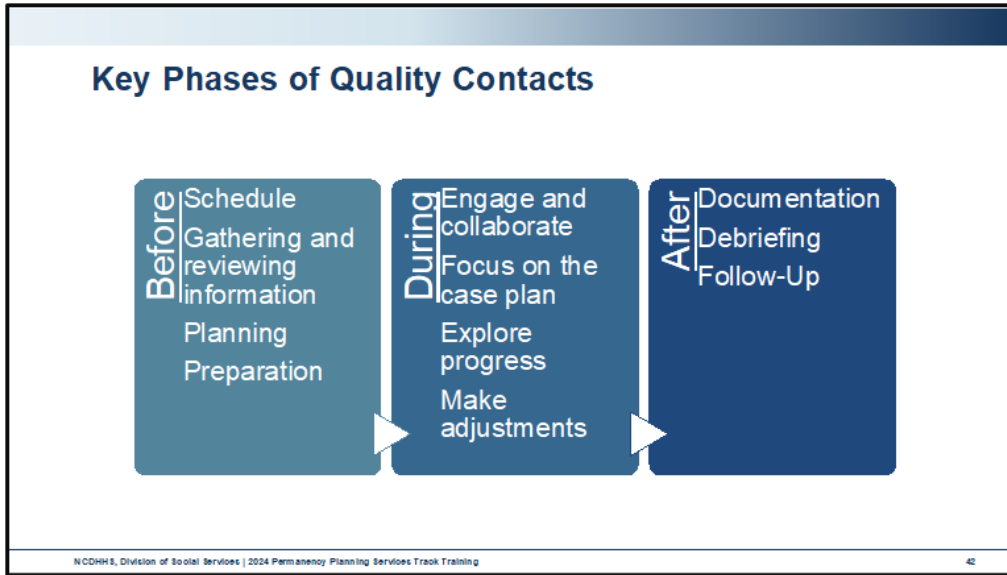 Key Phases of Quality Contacts
Before
Schedule
Gathering and
reviewing
information
Planning
Preparation
During
Engage and
collaborate
Focus on the
case plan
Explore
progress
Make
adjustments
After
Documentation
Debriefing
Follow-Up
NCDHHS, Division of Social Services | 2024 Permanency Planning Services Track Training
42